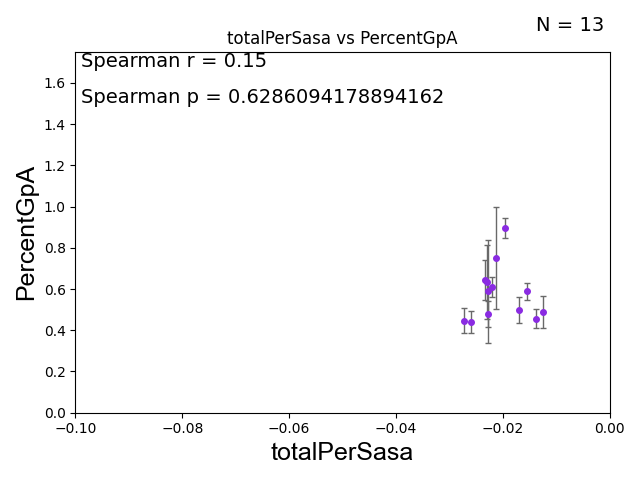 N = 13
totalPerSasa vs PercentGpA
Spearman r = 0.15
Spearman p = 0.6286094178894162
1.6
1.4
1.2
1.0
0.8
0.6
0.4
0.2
0.0
PercentGpA
−0.10 −0.08 −0.06 −0.04 −0.02 0.00
totalPerSasa